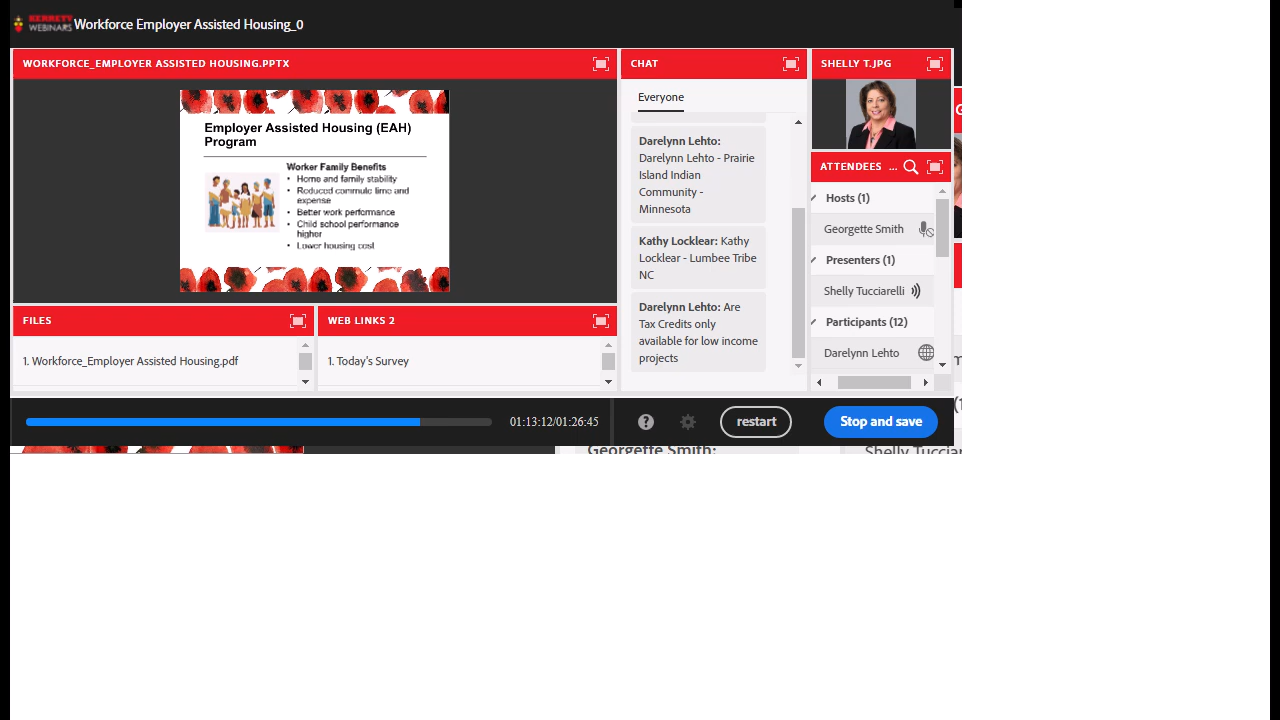 KERRETT
WEBINARS
Workforce Employer Assisted Housing_0
WORKFORCE_EMPLOYER ASSISTED HOUSING.PPTX
Employer Assisted Housing (EAH)
Program
Worker Family Benefits
• Home and family stability
• Reduced commute time and
expense
• Better work performance
• Child school performance
higher
• Lower housing cost
FILES
1. Workforce_Employer Assisted Housing.pdf
WEB LINKS 2
1. Today's Survey
CHAT
Everyone
Darelynn Lehto:
Darelynn Lehto - Prairie
Island Indian
Community -
Minnesota
Kathy Locklear: Kathy
Locklear - Lumbee Tribe
NC
Darelynn Lehto: Are
Tax Credits only
available for low income
projects
SHELLY T.JPG
ATTENDEES ...
Hosts (1)
Georgette Smith
Presenters (1)
Shelly Tucciarelli
Participants (12)
Darelynn Lehto
01:13:12/01:26:45
restart
Stop and save
Georgette Smith:
Shelly Tucciar